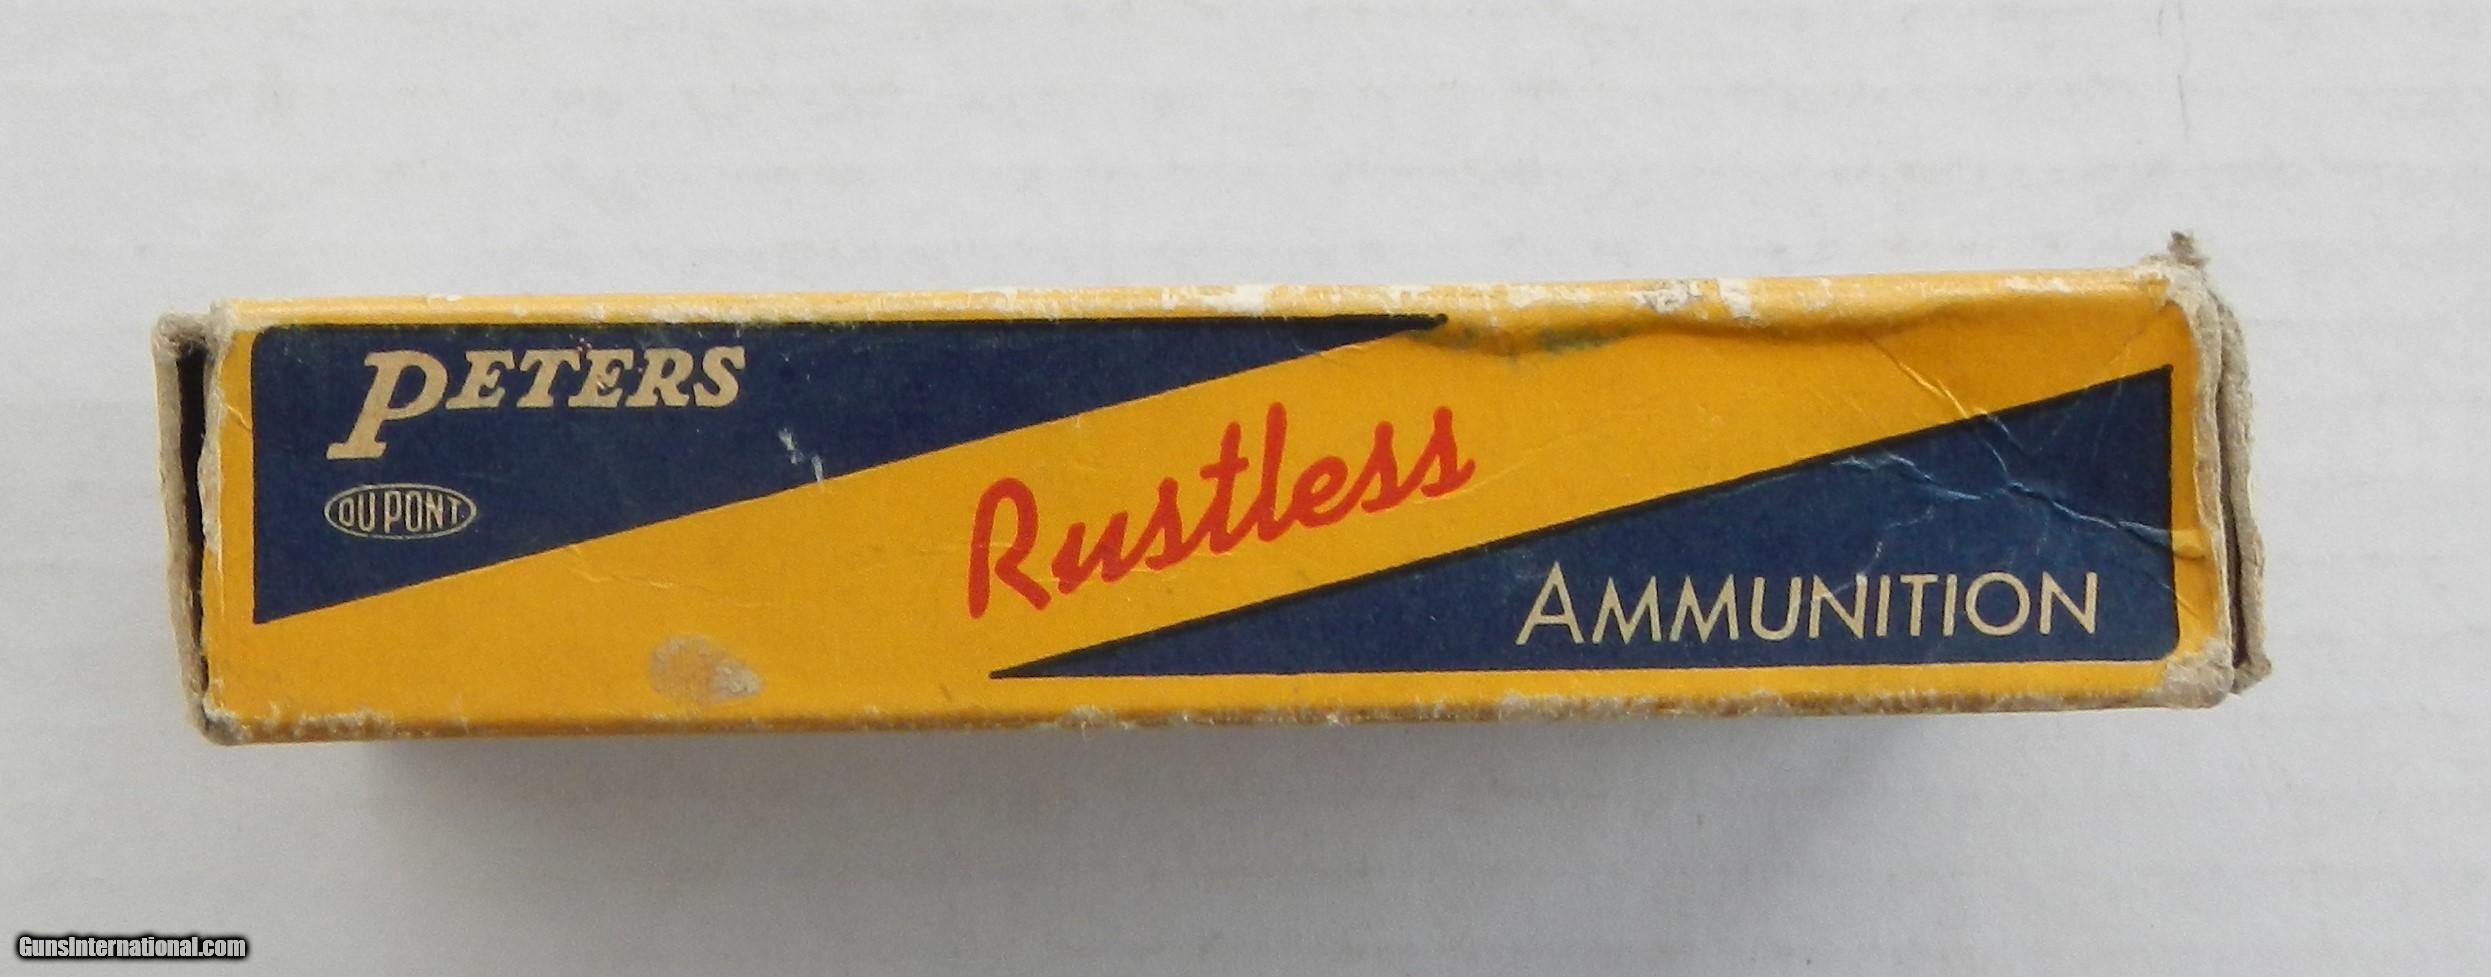 PETERS
DU PONT
Rustless
AMMUNITION
GunsInternational.com